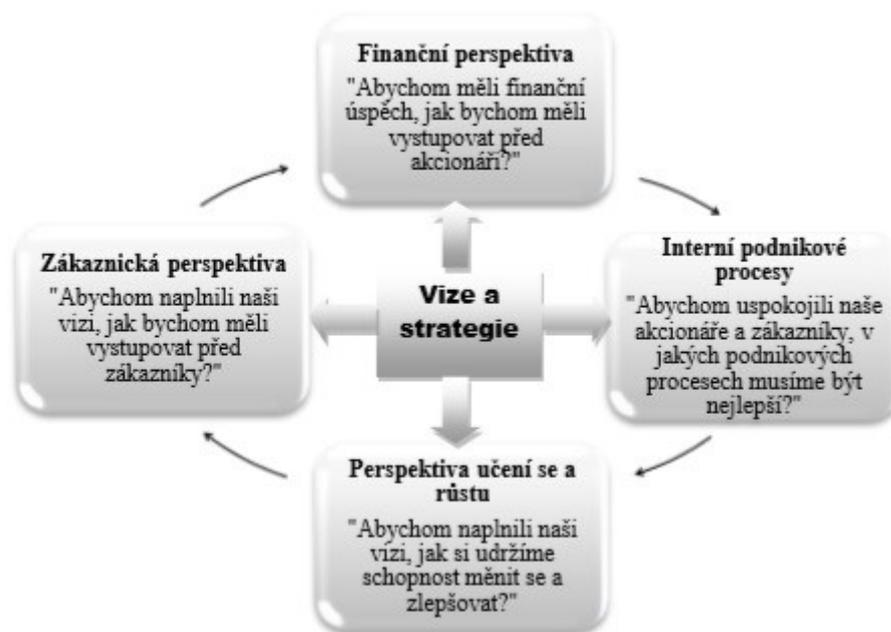 Finanční perspektiva
"Abychom měli finanční
úspěch, jak bychom měli
vystupovat před
akcionáři?"
Zákaznická perspektiva
"Abychom naplnili naši
vizi, jak bychom měli
vystupovat před
zákazníky?"
Vize a
strategie
Interní podnikové
procesy
"Abychom uspokojili naše
akcionáře a zákazníky, v
jakých podnikových
procesech musíme být
nejlepší?"
Perspektiva učení se a
růstu
"Abychom naplnili naši
vízi, jak si udržíme
schopnost měnit se a
zlepšovat?"